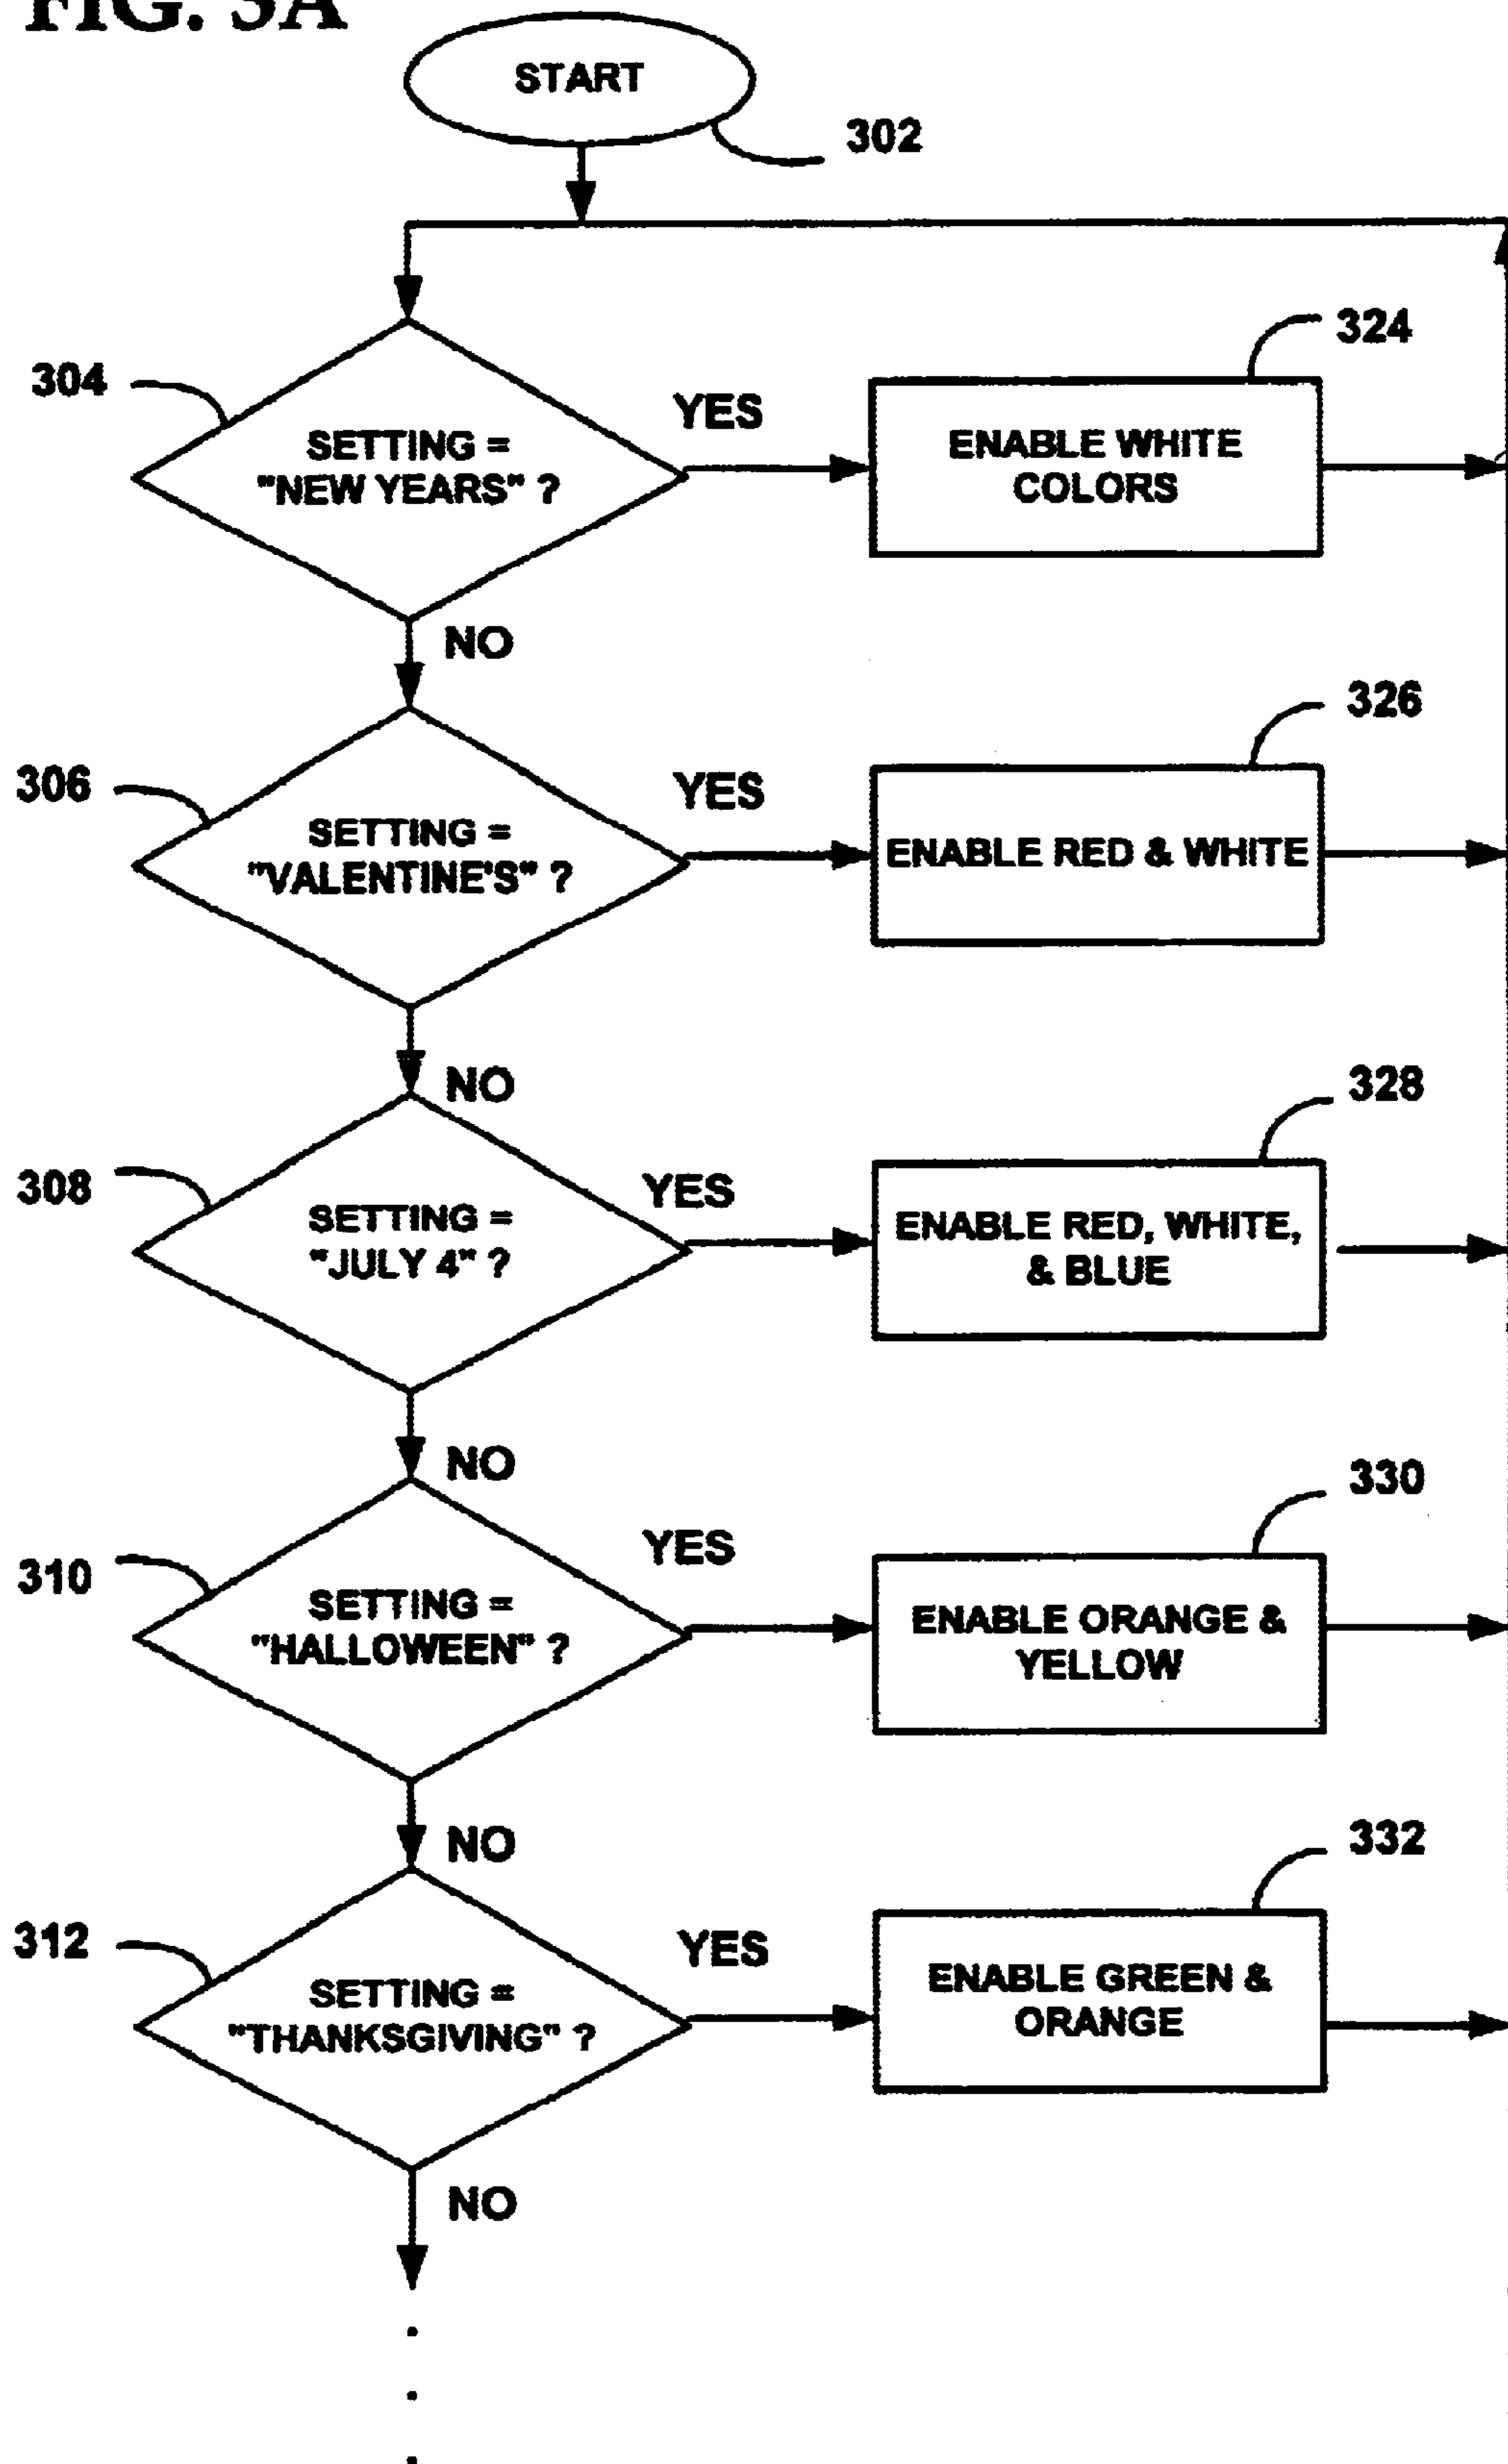 FIG. 3A
START
302
304
SETTING =
"NEW YEARS" ?
YES
324
ENABLE WHITE
COLORS
NO
306
SETTING =
"VALENTINE'S" ?
YES
326
ENABLE RED & WHITE
NO
308
SETTING =
"JULY 4" ?
YES
328
ENABLE RED, WHITE,
& BLUE
NO
310
SETTING =
"HALLOWEEN" ?
YES
330
ENABLE ORANGE &
YELLOW
NO
312
SETTING =
"THANKSGIVING" ?
YES
332
ENABLE GREEN &
ORANGE
NO